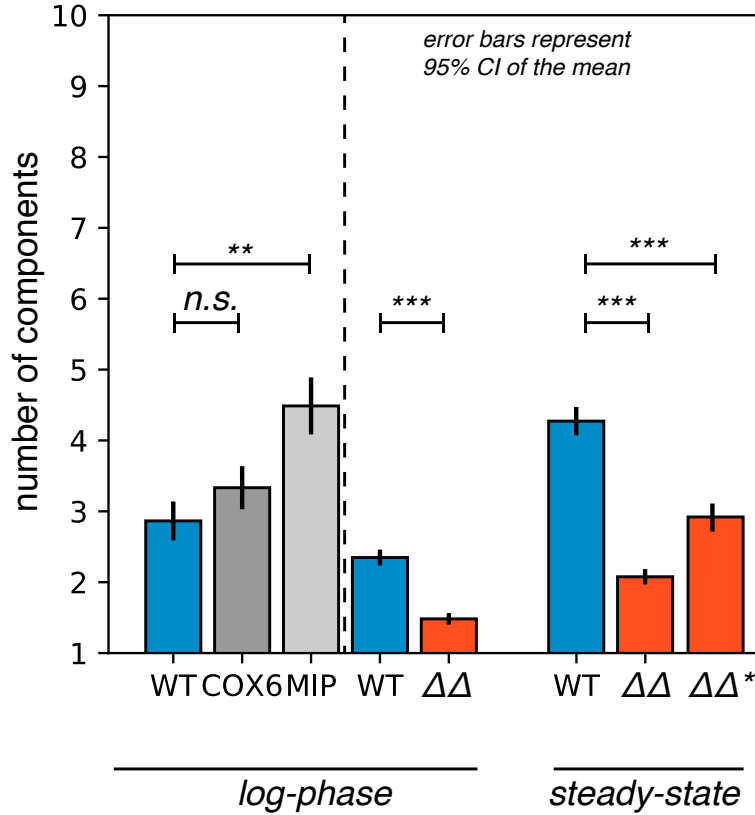 error bars represent
95% CI of the mean
number of components
10
9
8
7
6
5
4
3
2
1
**
n.s.
***
***
***
WT COX6 MIP WT ΔΔ WT ΔΔ ΔΔ*
log-phase steady-state